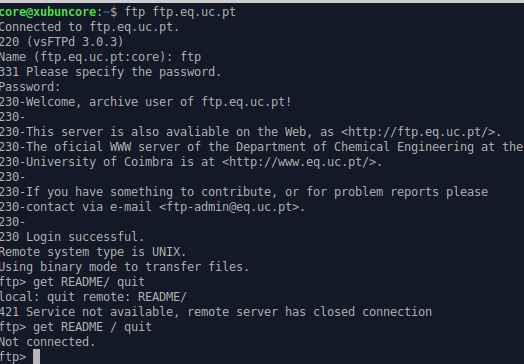 core@xubuncore:~$ ftp ftp.eq.uc.pt
Connected to ftp.eq.uc.pt.
220 (vsFTPd 3.0.3)
Name (ftp.eq.uc.pt:core): ftp
331 Please specify the password.
Password:
230-Welcome, archive user of ftp.eq.uc.pt!
230-
230-This server is also avaliable on the Web, as <http://ftp.eq.uc.pt/>.
230-The oficial WWW server of the Department of Chemical Engineering at the
230-University of Coimbra is at <http://www.eq.uc.pt/>.
230-
230-If you have something to contribute, or for problem reports please
230-contact via e-mail <ftp-admin@eq.uc.pt>.
230-
230 Login successful.
Remote system type is UNIX.
Using binary mode to transfer files.
ftp> get README/ quit
local: quit remote: README/
421 Service not available, remote server has closed connection
ftp> get README / quit
Not connected.
ftp>